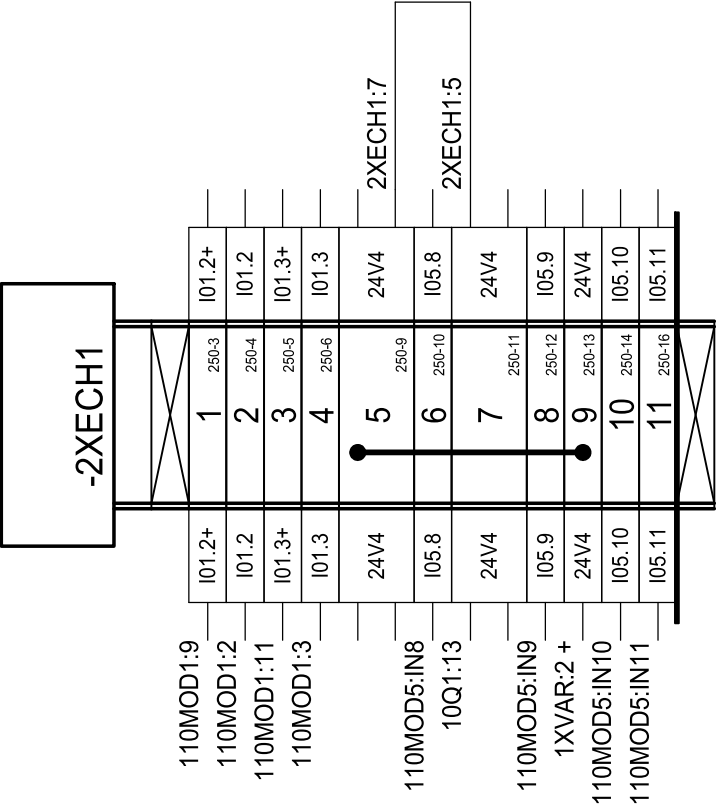 -2XECH1
2XECH1:7
2XECH1:5
I01.2+
I01.2
I01.3+
I01.3
24V4
I05.8
24V4
I05.9
24V4
I05.10
I05.11
250-3
250-4
250-5
250-6
250-9
250-10
250-11
250-12
250-13
250-14
250-16
1
2
3
4
5
6
7
8
9
10
11
I01.2+
I01.2
I01.3+
I01.3
24V4
I05.8
24V4
I05.9
24V4
I05.10
I05.11
110MOD1:9
110MOD1:2
110MOD1:11
110MOD1:3
110MOD5:IN8
10Q1:13
110MOD5:IN9
1XVAR:2 +
110MOD5:IN10
110MOD5:IN11